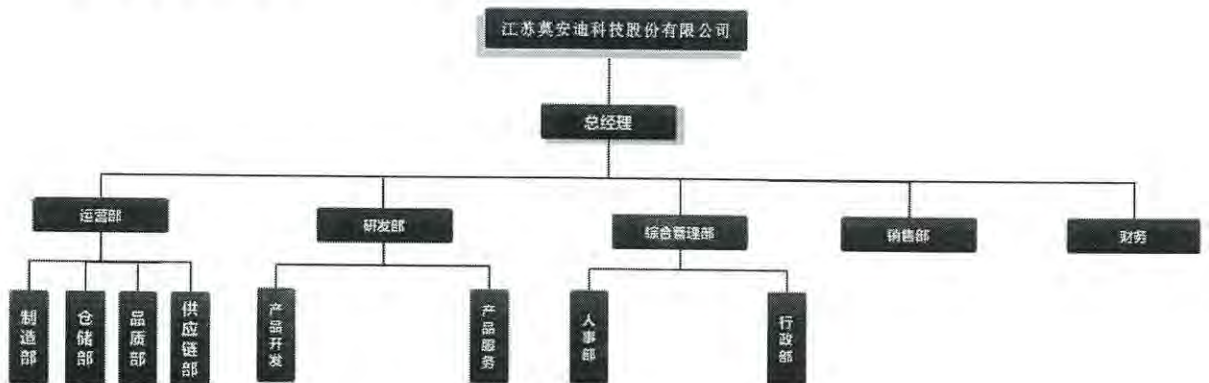 江苏莫安迪科技股份有限公司
总经理
运营部
研发部
综合管理部
销售部
财务
制造部
仓储部
品质部
供应链部
产品开发
产品服务
人事部
行政部